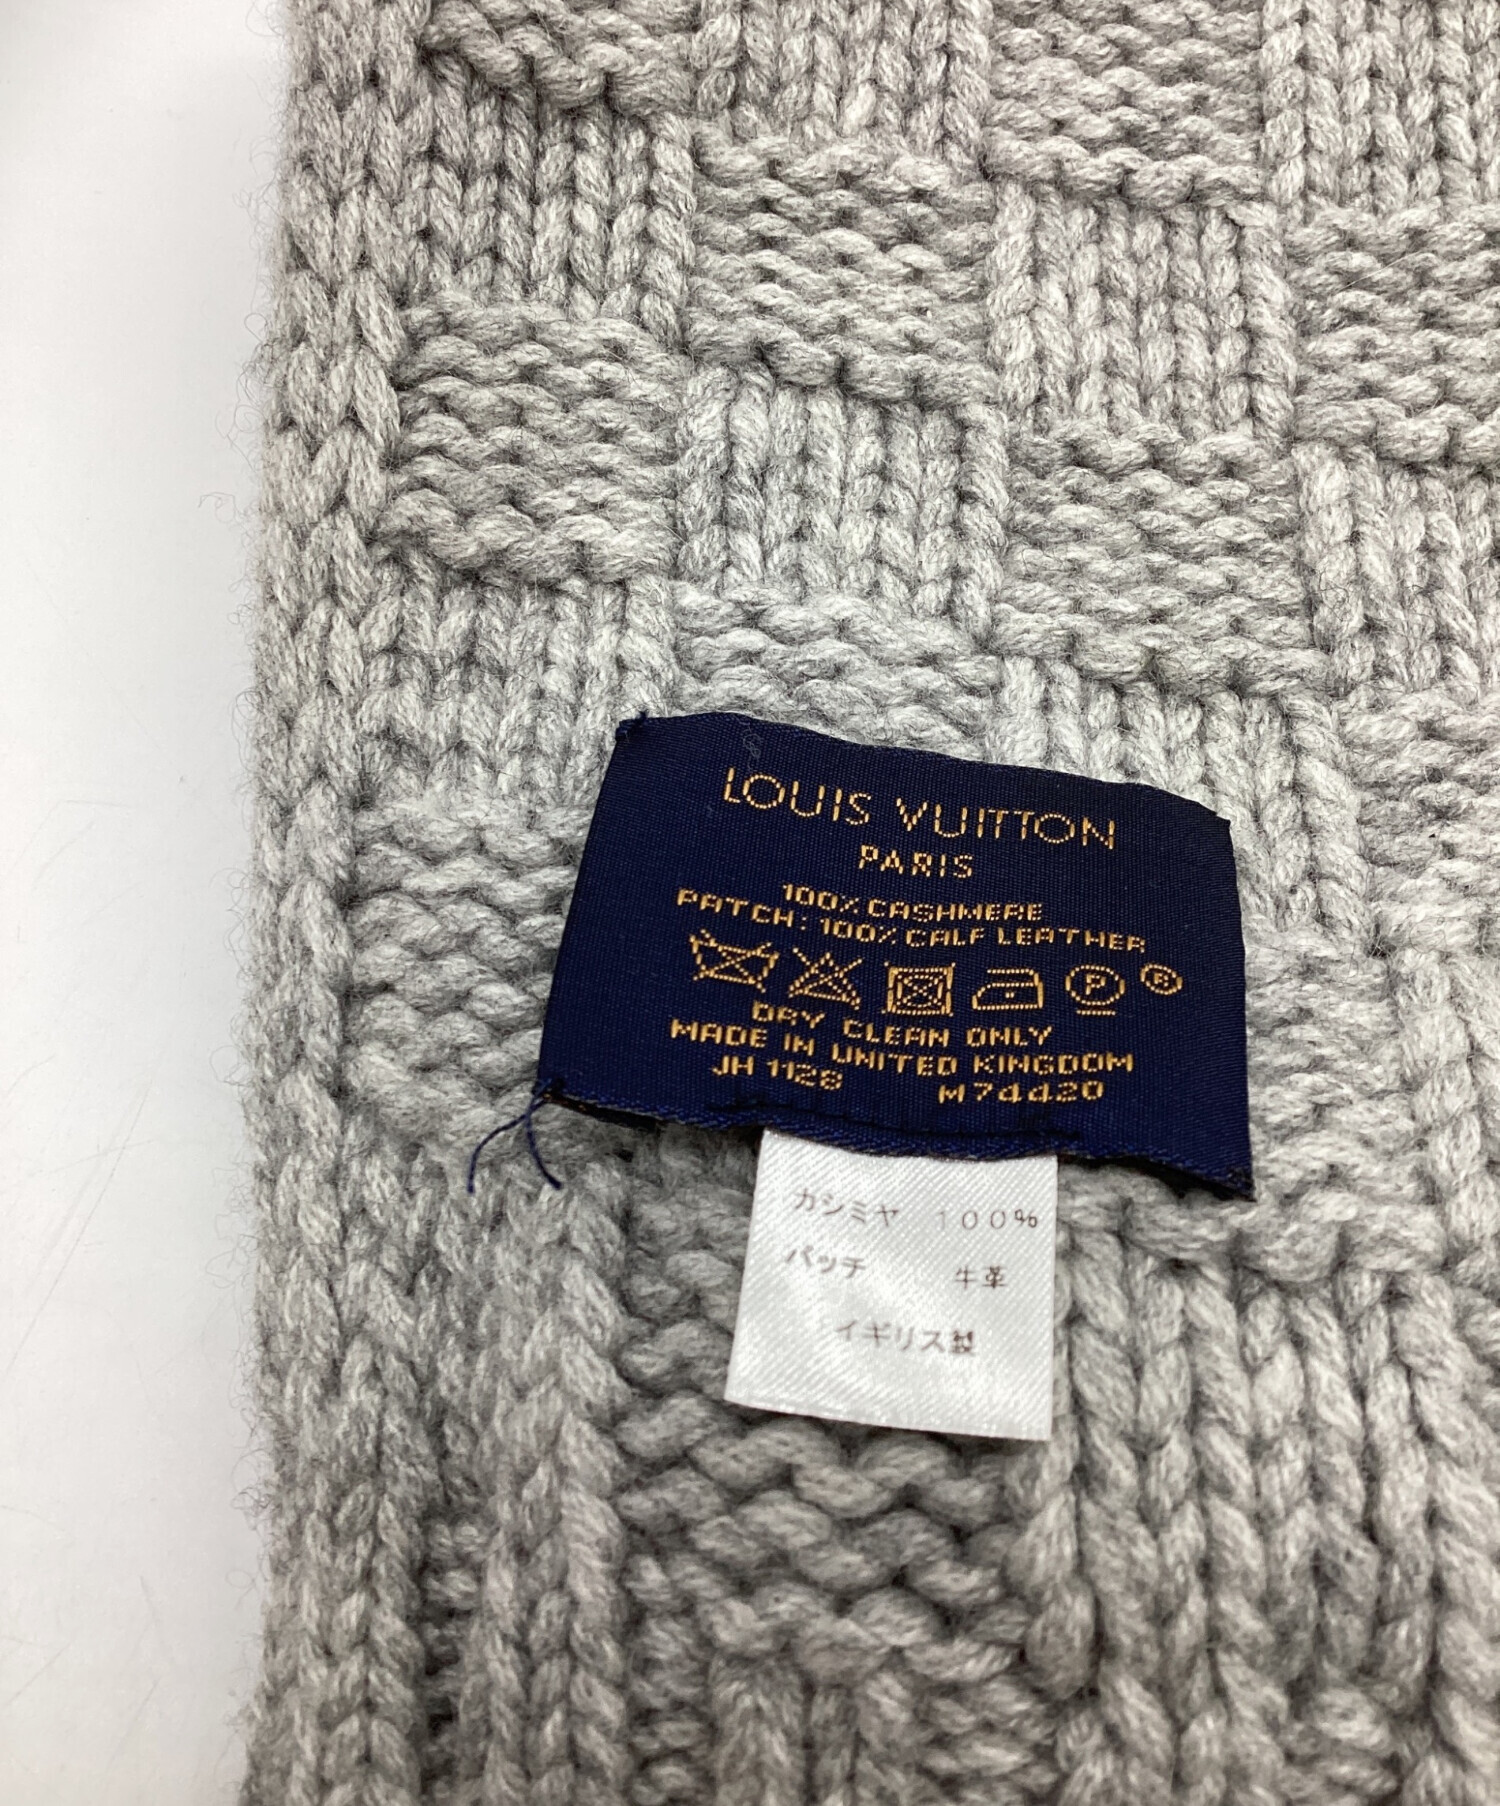 LOUIS VUITTON
PARIS
100% CASHMERE
PATCH: 100% CALF LEATHER
P ®
DRY CLEAN ONLY
MADE IN UNITED KINGDOM
JH 1128 M74420
カシミヤ 100%
パッチ 牛革
イギリス製